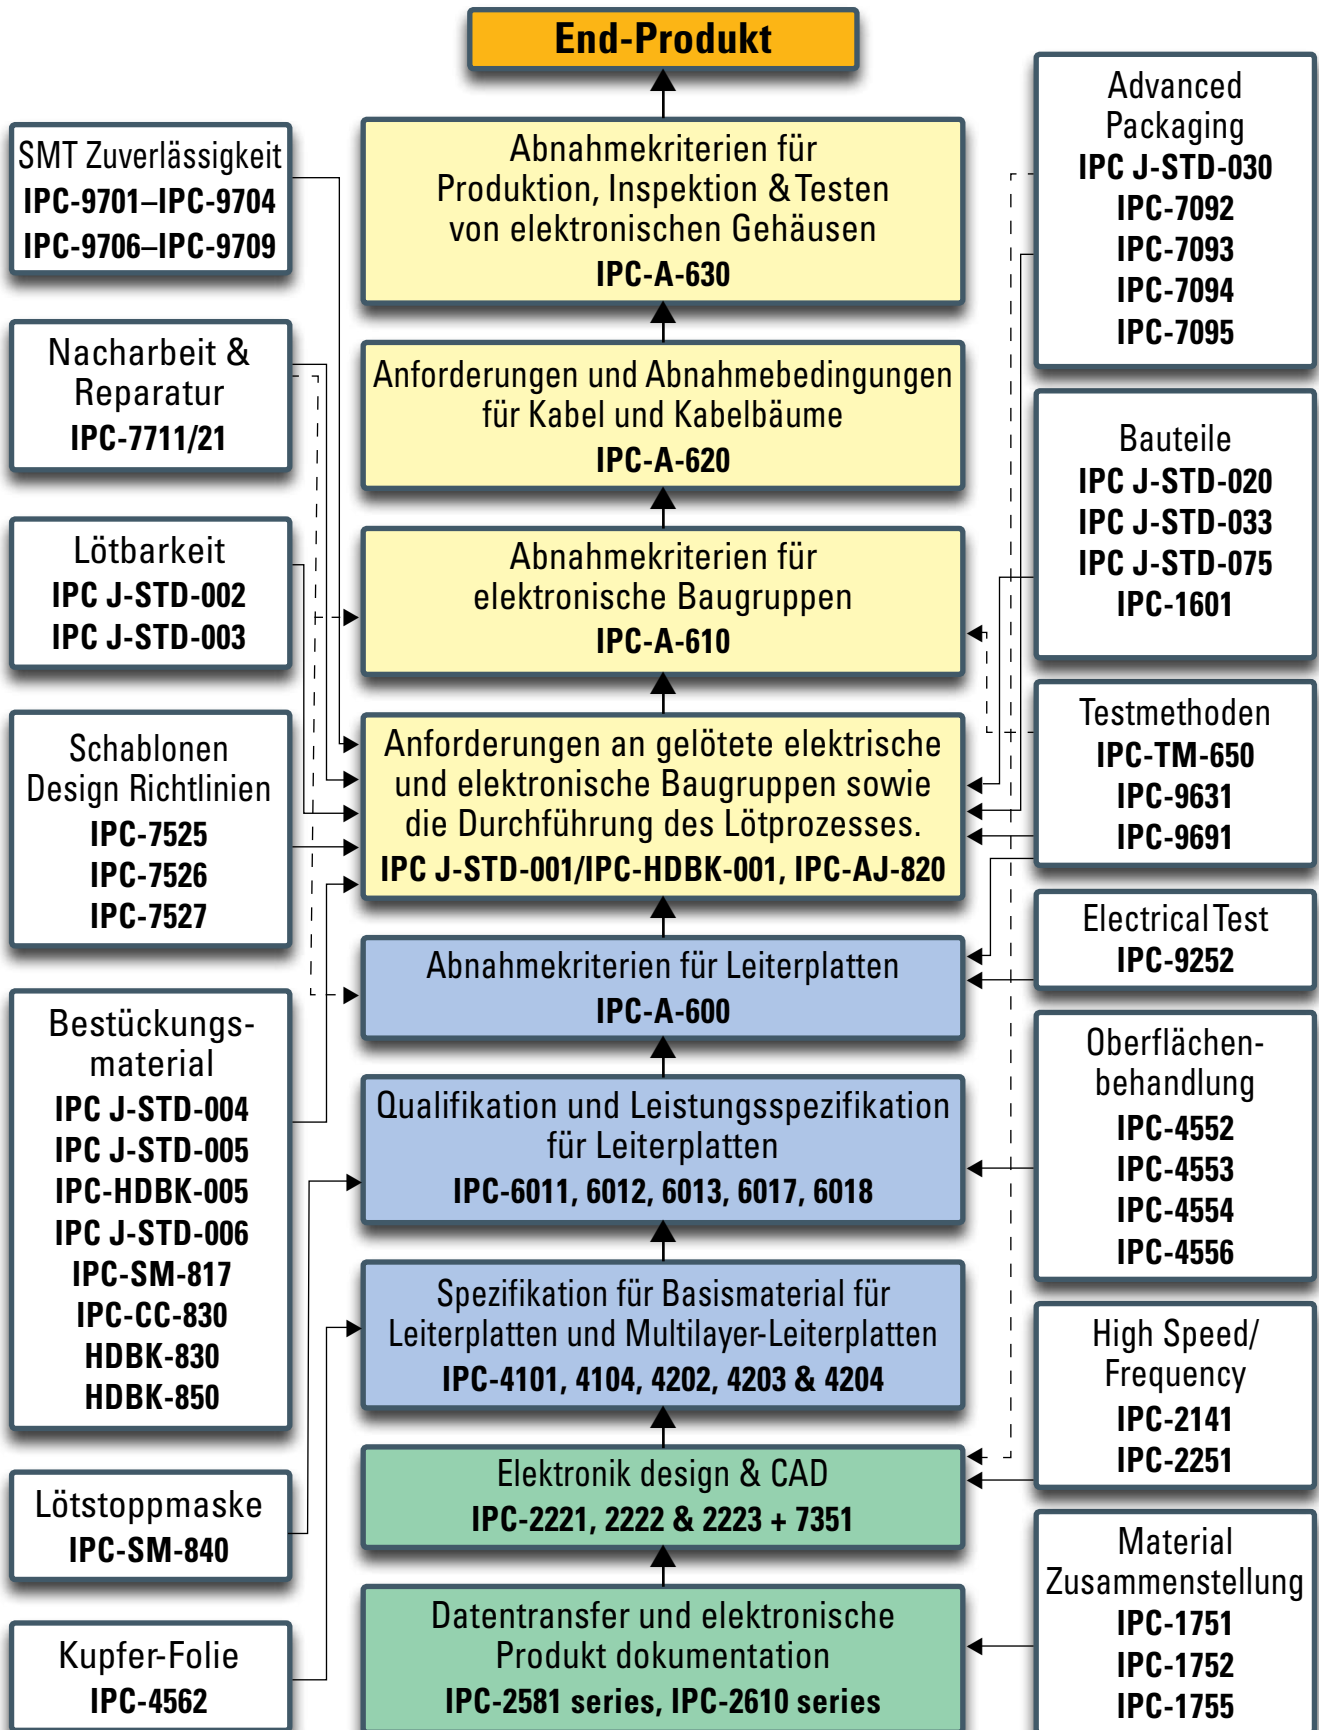 End-Produkt
SMT Zuverlässigkeit
IPC-9701–IPC-9704
IPC-9706–IPC-9709
Nacharbeit &
Reparatur
IPC-7711/21
Lötbarkeit
IPC J-STD-002
IPC J-STD-003
Schablonen
Design Richtlinien
IPC-7525
IPC-7526
IPC-7527
Bestückungs-
material
IPC J-STD-004
IPC J-STD-005
IPC-HDBK-005
IPC J-STD-006
IPC-SM-817
IPC-CC-830
HDBK-830
HDBK-850
Lötstoppmaske
IPC-SM-840
Kupfer-Folie
IPC-4562
Abnahmekriterien für
Produktion, Inspektion & Testen
von elektronischen Gehäusen
IPC-A-630
Anforderungen und Abnahmebedingungen
für Kabel und Kabelbäume
IPC-A-620
Abnahmekriterien für
elektronische Baugruppen
IPC-A-610
Anforderungen an gelötete elektrische
und elektronische Baugruppen sowie
die Durchführung des Lötprozesses.
IPC J-STD-001/IPC-HDBK-001, IPC-AJ-820
Abnahmekriterien für Leiterplatten
IPC-A-600
Qualifikation und Leistungsspezifikation
für Leiterplatten
IPC-6011, 6012, 6013, 6017, 6018
Spezifikation für Basismaterial für
Leiterplatten und Multilayer-Leiterplatten
IPC-4101, 4104, 4202, 4203 & 4204
Elektronik design & CAD
IPC-2221, 2222 & 2223 + 7351
Datentransfer und elektronische
Produkt dokumentation
IPC-2581 series, IPC-2610 series
Advanced
Packaging
IPC J-STD-030
IPC-7092
IPC-7093
IPC-7094
IPC-7095
Bauteile
IPC J-STD-020
IPC J-STD-033
IPC J-STD-075
IPC-1601
Testmethoden
IPC-TM-650
IPC-9631
IPC-9691
Electrical Test
IPC-9252
Oberflächen-
behandlung
IPC-4552
IPC-4553
IPC-4554
IPC-4556
High Speed/
Frequency
IPC-2141
IPC-2251
Material
Zusammenstellung
IPC-1751
IPC-1752
IPC-1755